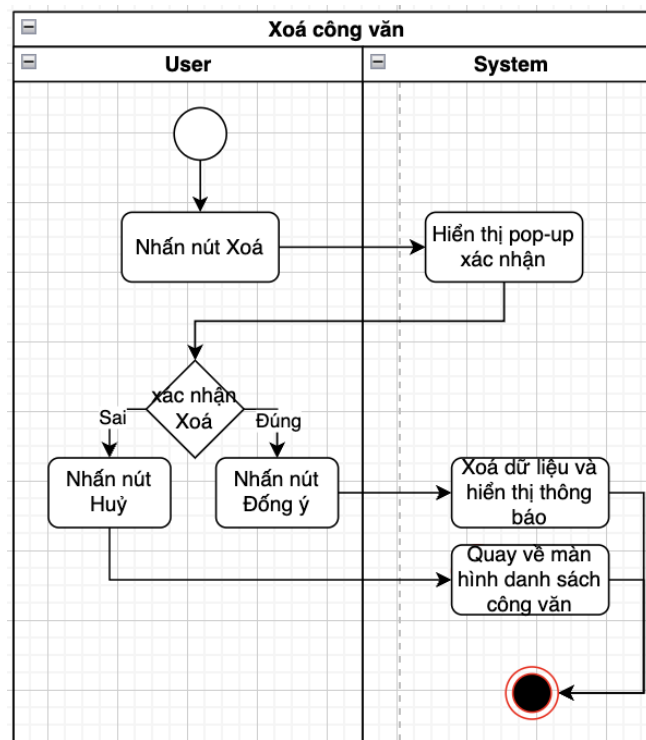 Xoá công văn
User
System
Nhấn nút Xoá
Hiển thị pop-up
xác nhận
xác nhận
Xoá
Sai
Đúng
Nhấn nút
Huỷ
Nhấn nút
Đống ý
Xoá dữ liệu và
hiển thị thông
báo
Quay về màn
hình danh sách
công văn